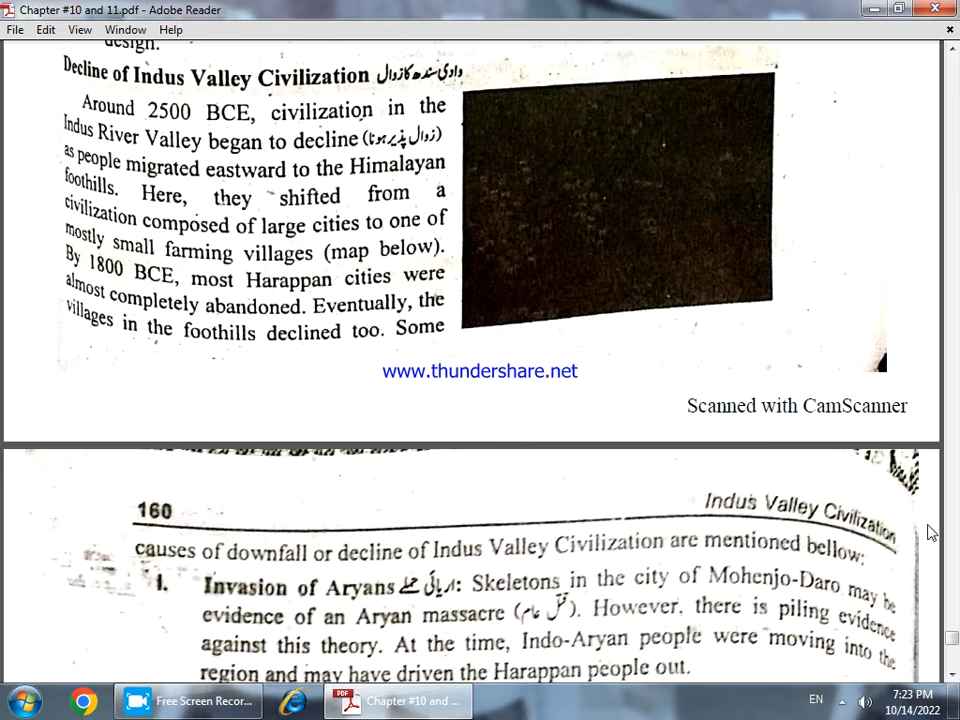 Chapter #10 and 11.pdf - Adobe Reader
File Edit View Window Help
design.
Decline of Indus Valley Civilization وادی سندھ کا زوال
Around 2500 BCE, civilization in the
Indus River Valley began to decline (زوال پذیر ہونا)
as people migrated eastward to the Himalayan
foothills. Here, they shifted from a
civilization composed of large cities to one of
mostly small farming villages (map below).
By 1800 BCE, most Harappan cities were
almost completely abandoned. Eventually, the
villages in the foothills declined too. Some
www.thundershare.net
Scanned with CamScanner
160 Indus Valley Civilization
causes of downfall or decline of Indus Valley Civilization are mentioned bellow:
1. Invasion of Aryans آریائی حملے: Skeletons in the city of Mohenjo-Daro may be
evidence of an Aryan massacre (قتل عام). However, there is piling evidence
against this theory. At the time, Indo-Aryan people were moving into the
region and may have driven the Harappan people out.
Free Screen Recor...
Chapter #10 and ...
EN
7:23 PM
10/14/2022